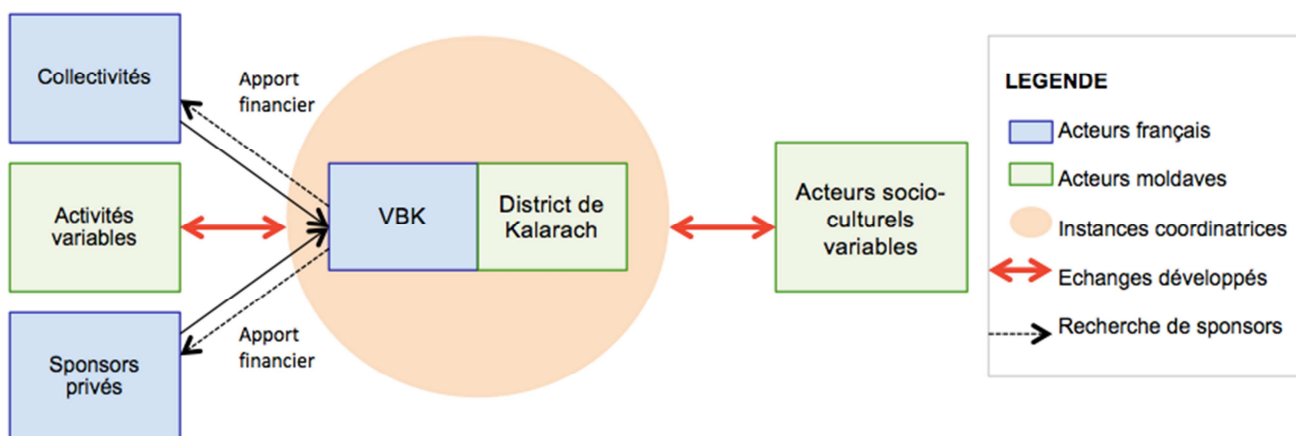 Collectivités
Apport
financier
Activités
variables
Sponsors
privés
Apport
financier
VBK
District de
Kalarach
Acteurs socio-
culturels
variables
LEGENDE
Acteurs français
Acteurs moldaves
Instances coordinatrices
Echanges développés
Recherche de sponsors